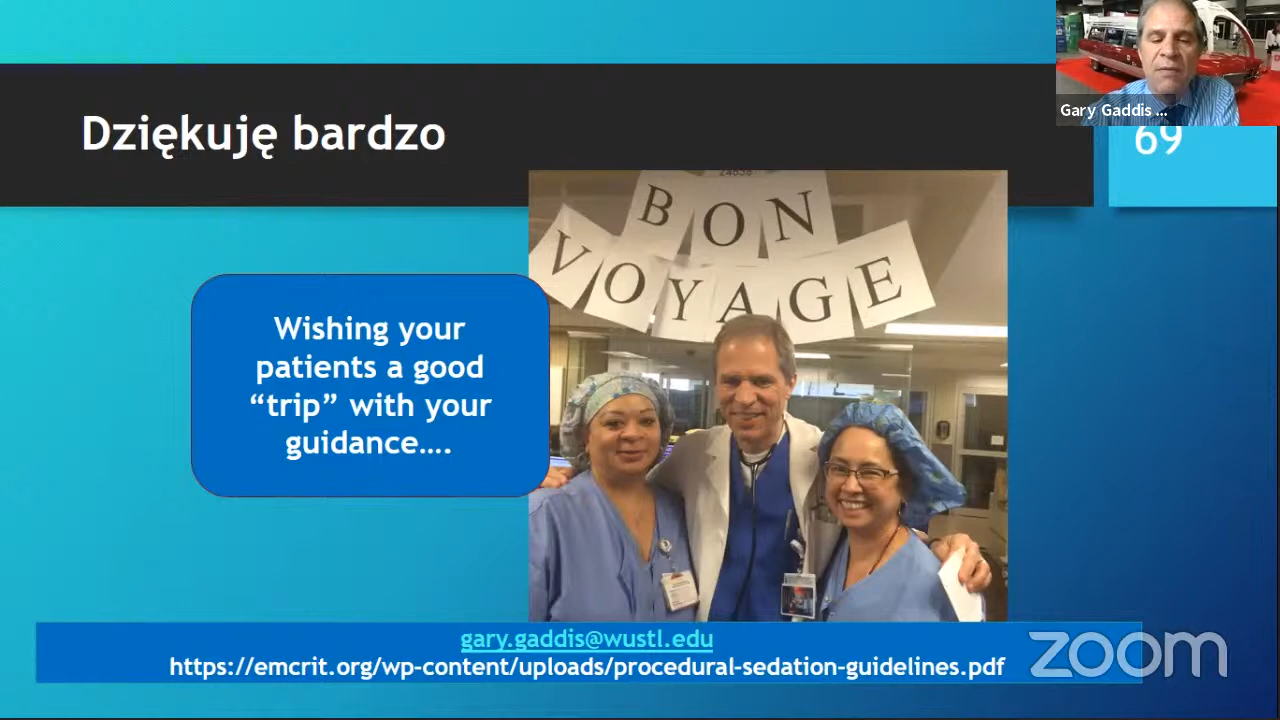 Dziękuję bardzo
Gary Gaddis ...
69
24638
BON
VOYAGE
Wishing your
patients a good
“trip” with your
guidance….
gary.gaddis@wustl.edu
https://emcrit.org/wp-content/uploads/procedural-sedation-guidelines.pdf
zoom